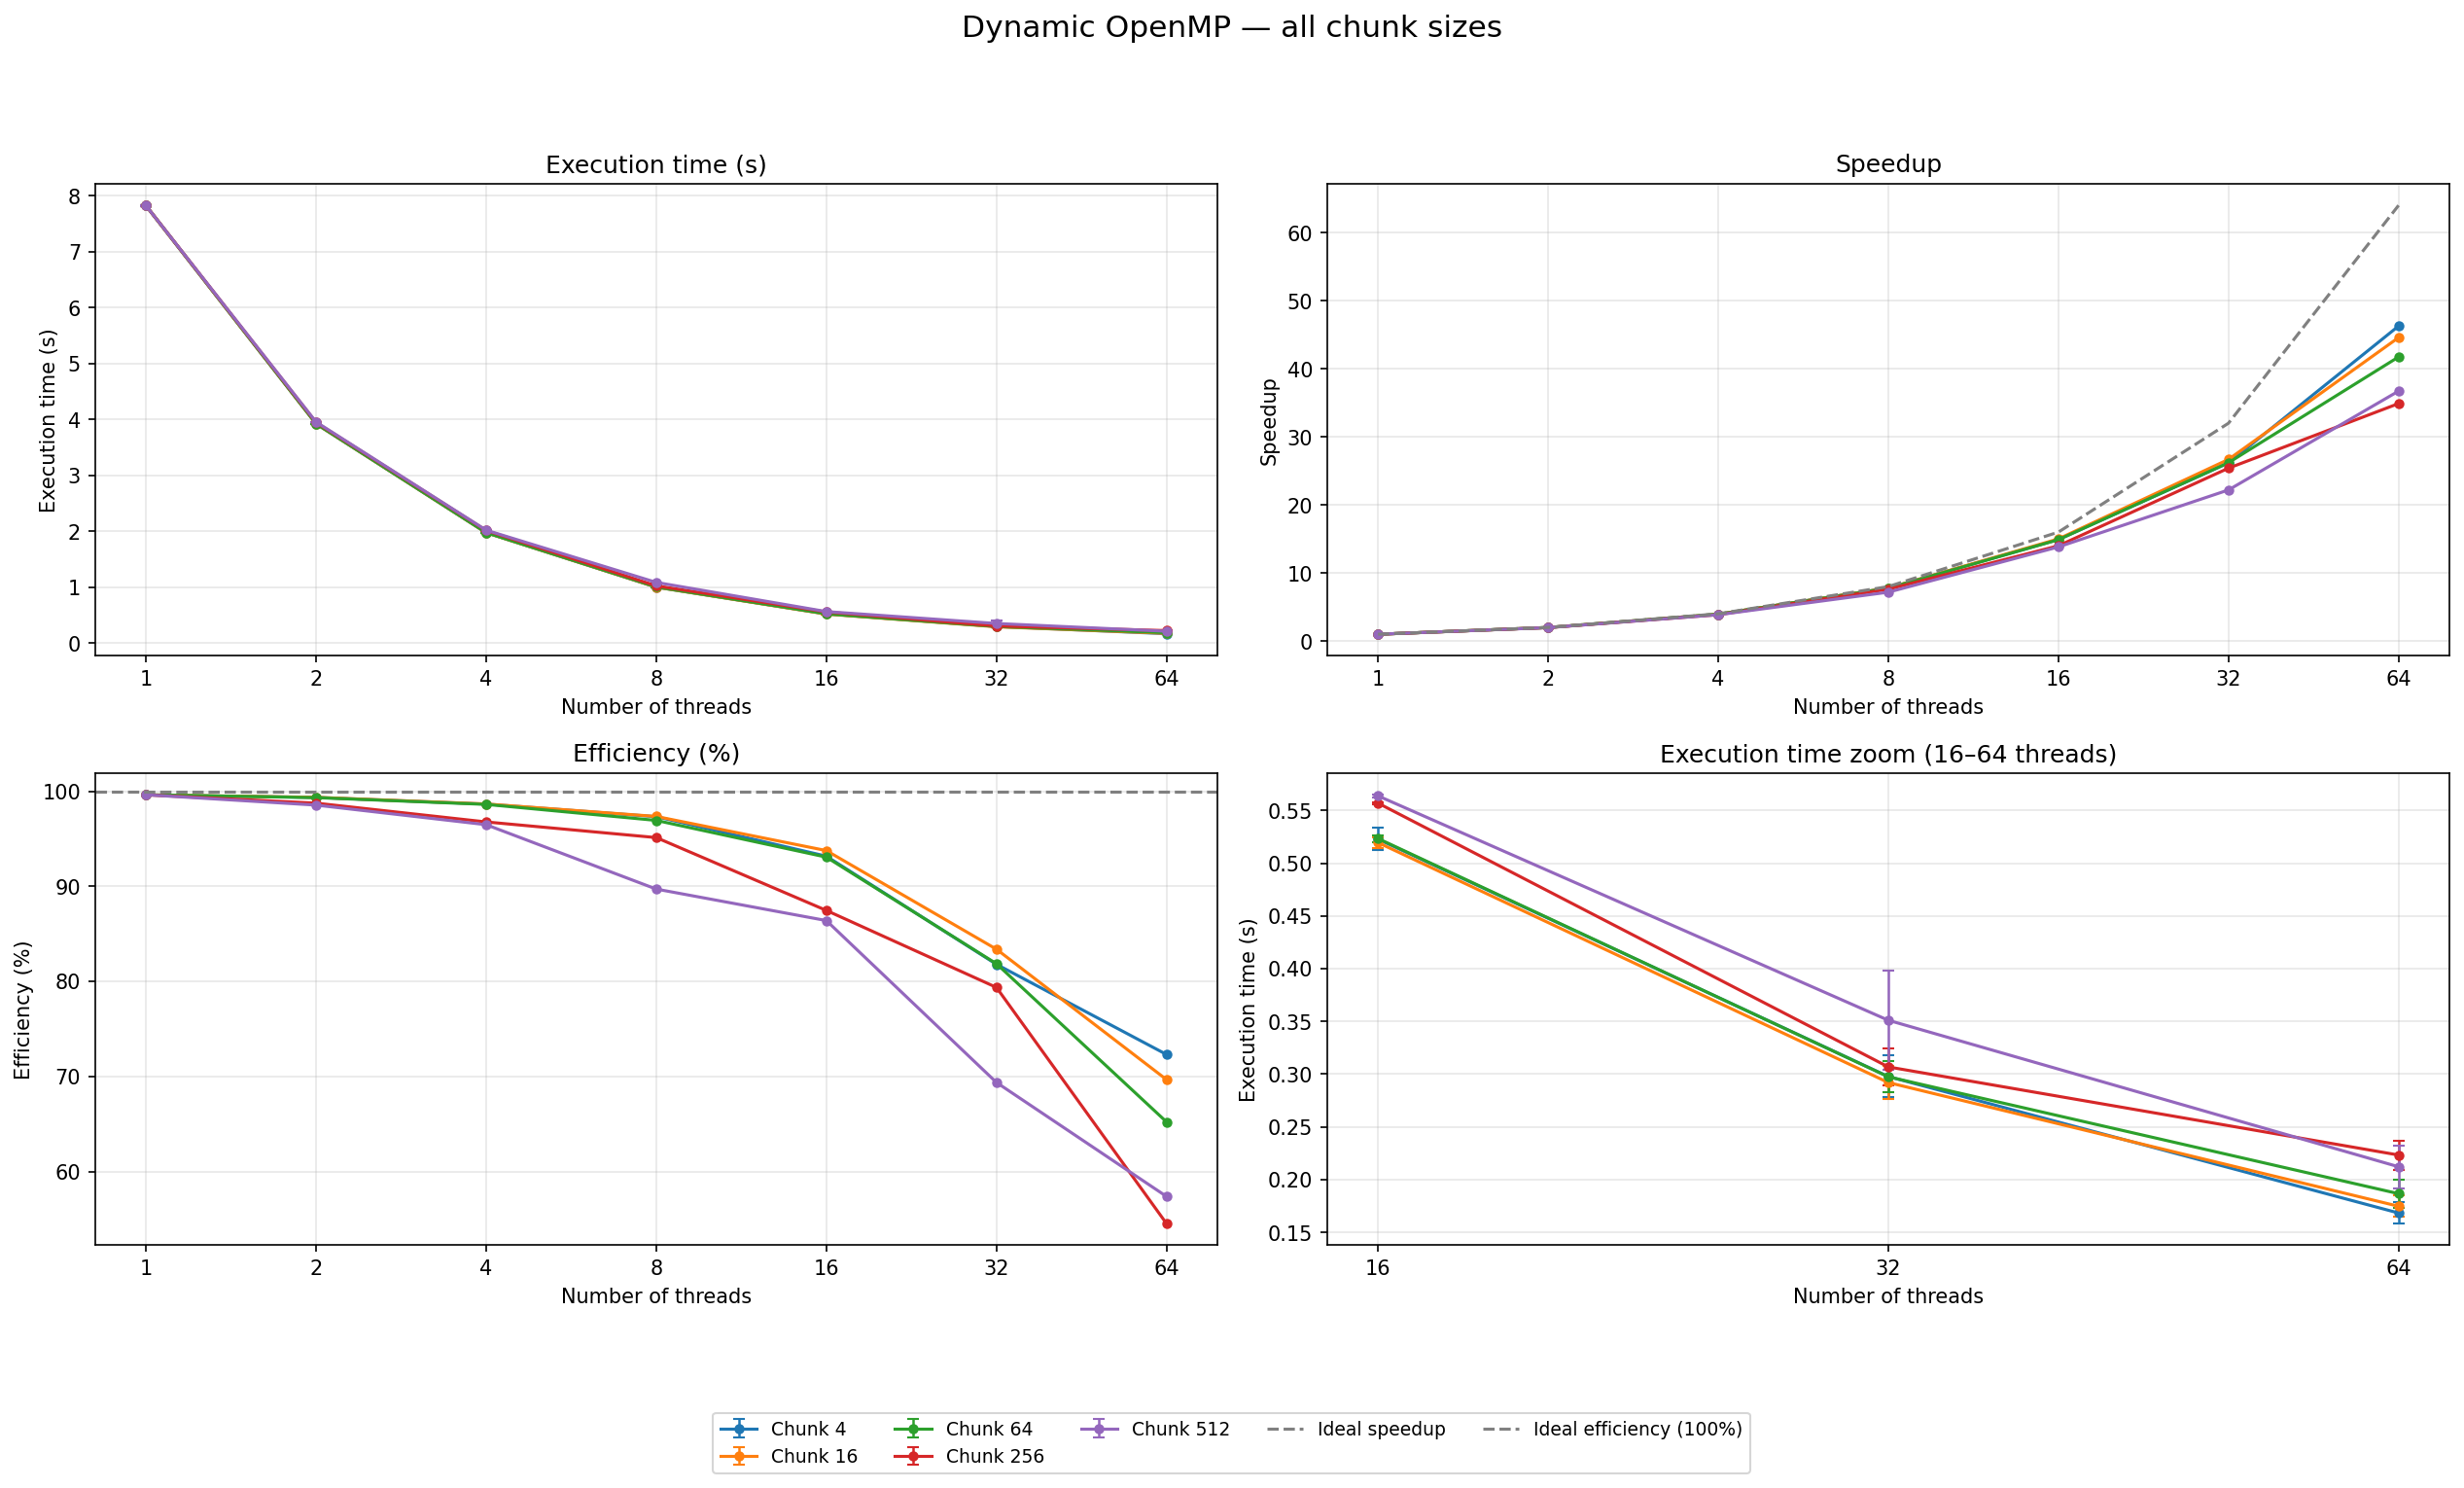 Dynamic OpenMP — all chunk sizes
Execution time (s)
Execution time (s)
8
7
6
5
4
3
2
1
0
1 2 4 8 16 32 64
Number of threads
Speedup
Speedup
60
50
40
30
20
10
0
1 2 4 8 16 32 64
Number of threads
Efficiency (%)
Efficiency (%)
100
90
80
70
60
1 2 4 8 16 32 64
Number of threads
Execution time zoom (16–64 threads)
Execution time (s)
0.55
0.50
0.45
0.40
0.35
0.30
0.25
0.20
0.15
16 32 64
Number of threads
Chunk 4 Chunk 64 Chunk 512 Ideal speedup Ideal efficiency (100%)
Chunk 16 Chunk 256